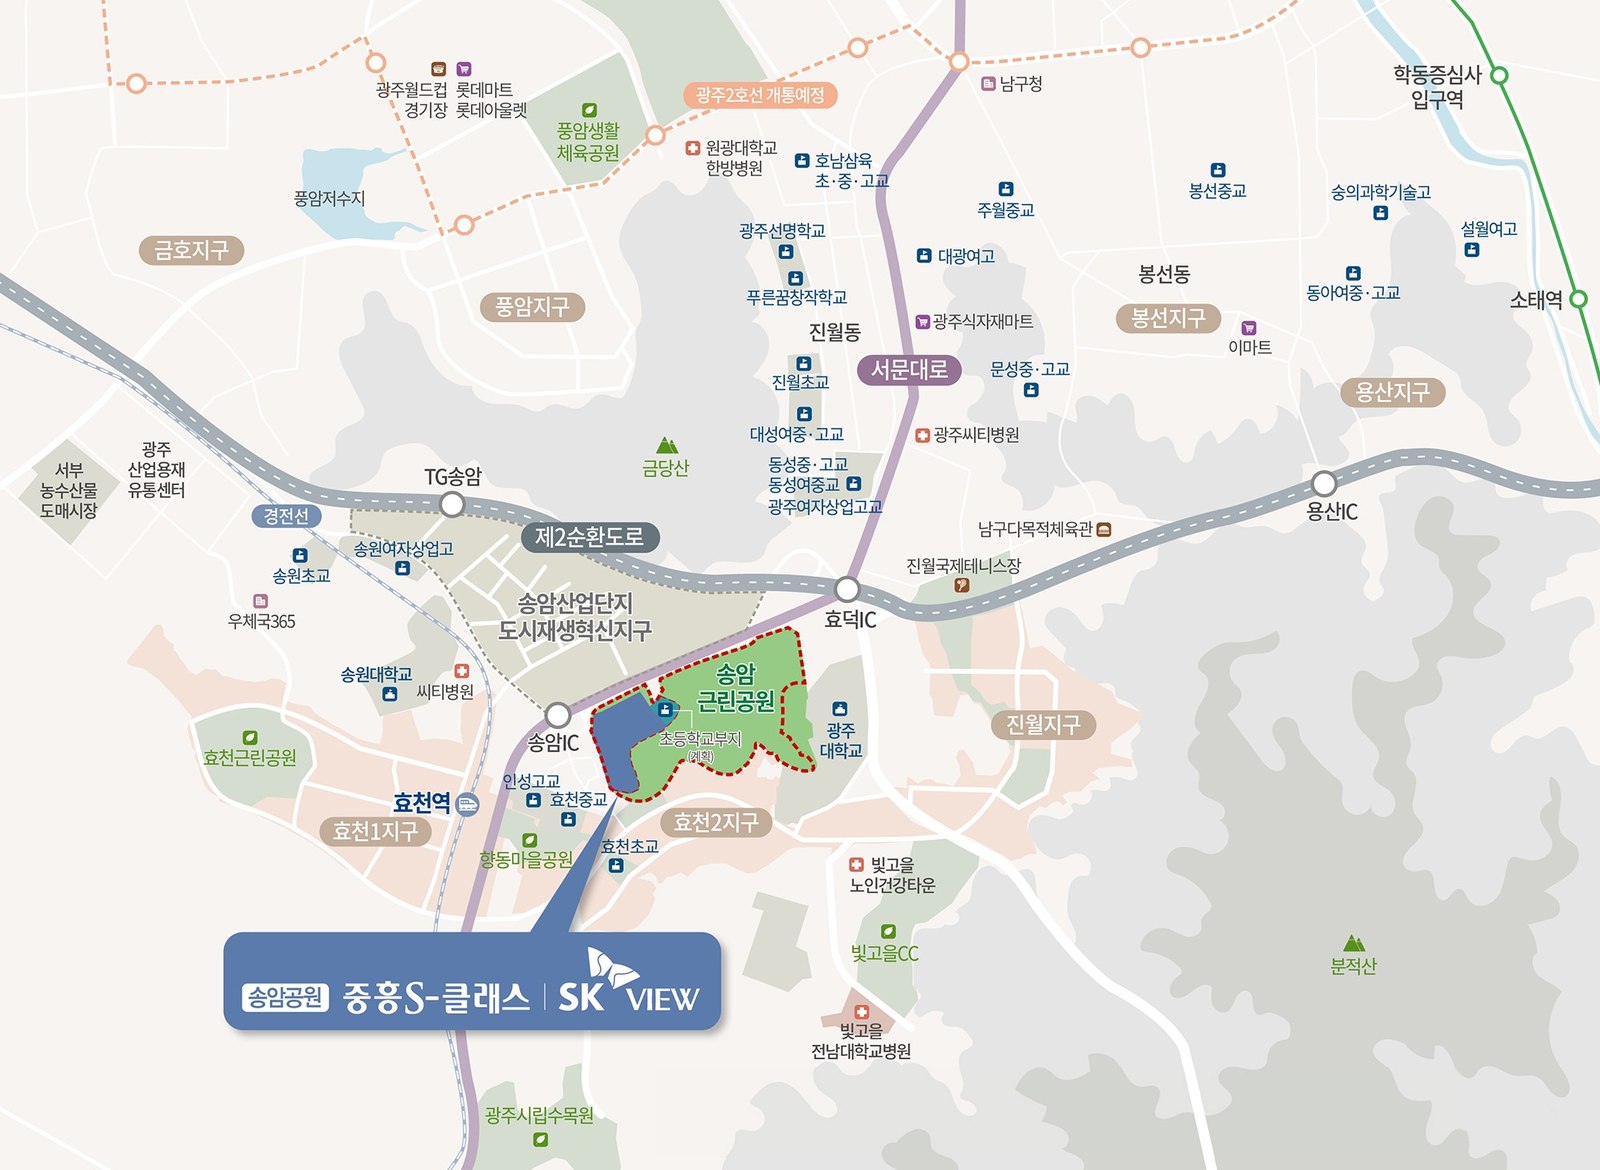 광주월드컵
경기장
롯데마트
롯데아울렛
풍암생활
체육공원
광주2호선 개통예정
남구청
학동증심사
입구역
원광대학교
한방병원
호남삼육
초·중·고교
풍암저수지
금호지구
풍암지구
광주선명학교
푸른꿈창작학교
진월동
주월중교
대광여고
봉선중교
숭의과학기술고
설월여고
봉선동
동아여중·고교
소태역
광주식자재마트
봉선지구
이마트
서문대로
진월초교
문성중·고교
용산지구
대성여중·고교
광주씨티병원
금당산
동성중·고교
동성여중교
광주여자상업고교
서부
농수산물
도매시장
광주
산업용재
유통센터
TG송암
경전선
제2순환도로
용산IC
남구다목적체육관
진월국제테니스장
송원여자상업고
송원초교
우체국365
송암산업단지
도시재생혁신지구
효덕IC
송원대학교
씨티병원
송암
근린공원
초등학교부지
(계획)
광주
대학교
진월지구
송암IC
효천근린공원
인성고교
효천중교
효천역
효천1지구
효천2지구
향동마을공원
효천초교
빛고을
노인건강타운
빛고을CC
분적산
송암공원 중흥S-클래스 SK VIEW
빛고을
전남대학교병원
광주시립수목원